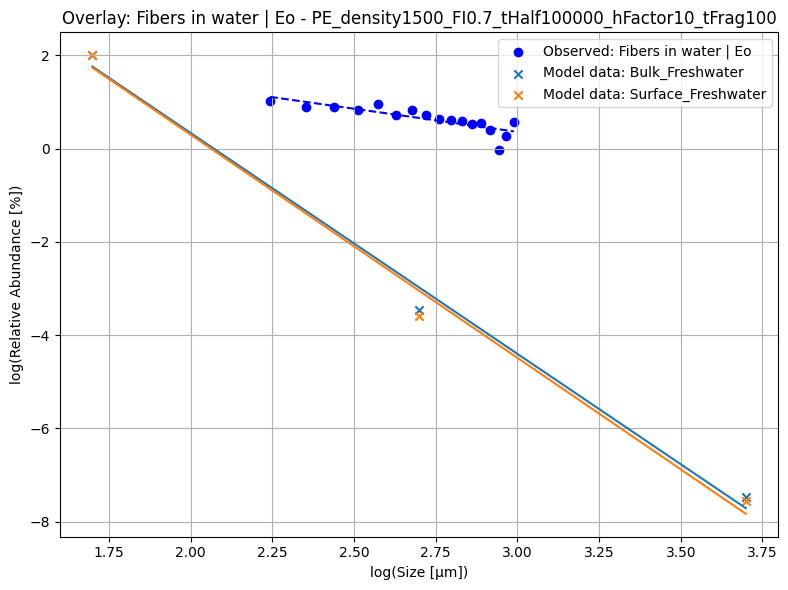 Overlay: Fibers in water | Eo - PE_density1500_FI0.7_tHalf100000_hFactor10_tFrag100
Observed: Fibers in water | Eo
Model data: Bulk_Freshwater
Model data: Surface_Freshwater
log(Relative Abundance [%])
2
0
−2
−4
−6
−8
1.75 2.00 2.25 2.50 2.75 3.00 3.25 3.50 3.75
log(Size [μm])